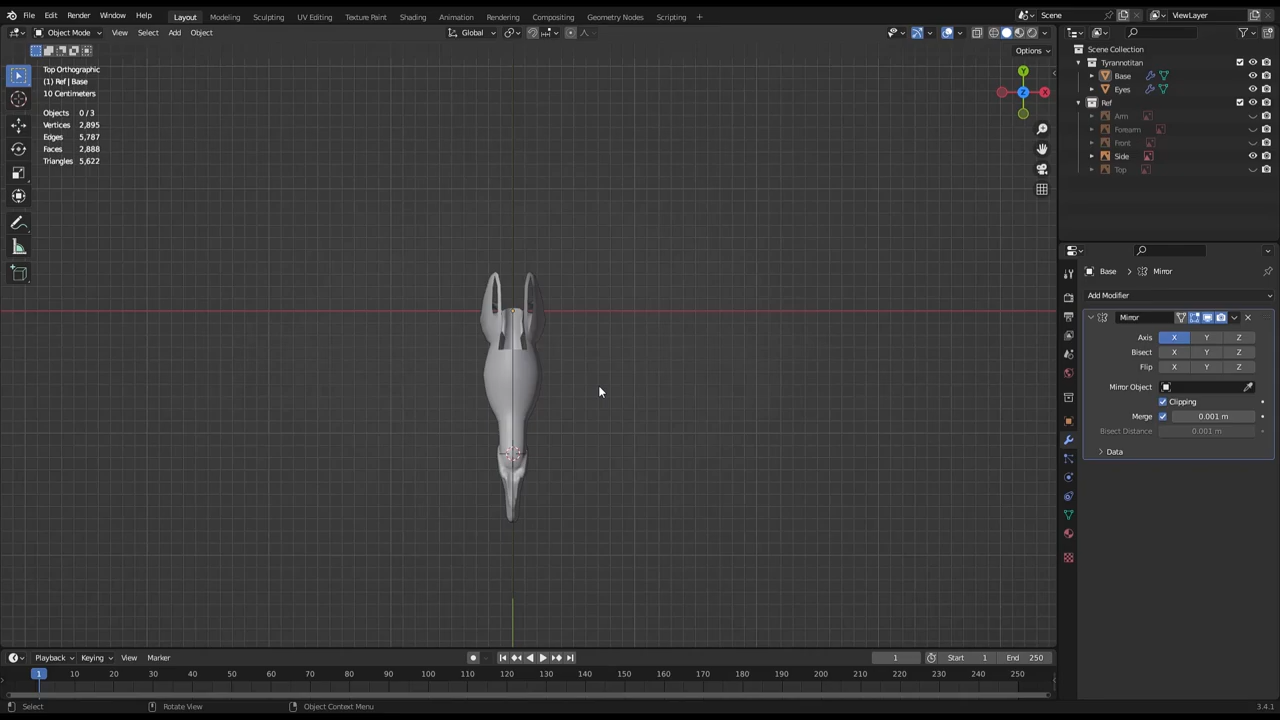 File Edit Render Window Help Layout Modeling Sculpting UV Editing Texture Paint Shading Animation Rendering Compositing Geometry Nodes Scripting + Scene ViewLayer
Object Mode View Select Add Object Global
Options
Top Orthographic
(1) Ref | Base
10 Centimeters
Objects 0 / 3
Vertices 2,895
Edges 5,787
Faces 2,888
Triangles 5,622
Y
Z X
Scene Collection
Tyrannotitan
Base
Eyes
Ref
Arm
Forearm
Front
Side
Top
Base > Mirror
Add Modifier
Mirror
Axis X Y Z
Bisect X Y Z
Flip X Y Z
Mirror Object
Clipping
Merge 0.001 m
Bisect Distance 0.001 m
Data
Playback Keying View Marker 1 Start 1 End 250
1 10 20 30 40 50 60 70 80 90 100 110 120 130 140 150 160 170 180 190 200 210 220 230 240 250
Select Rotate View Object Context Menu 3.4.1